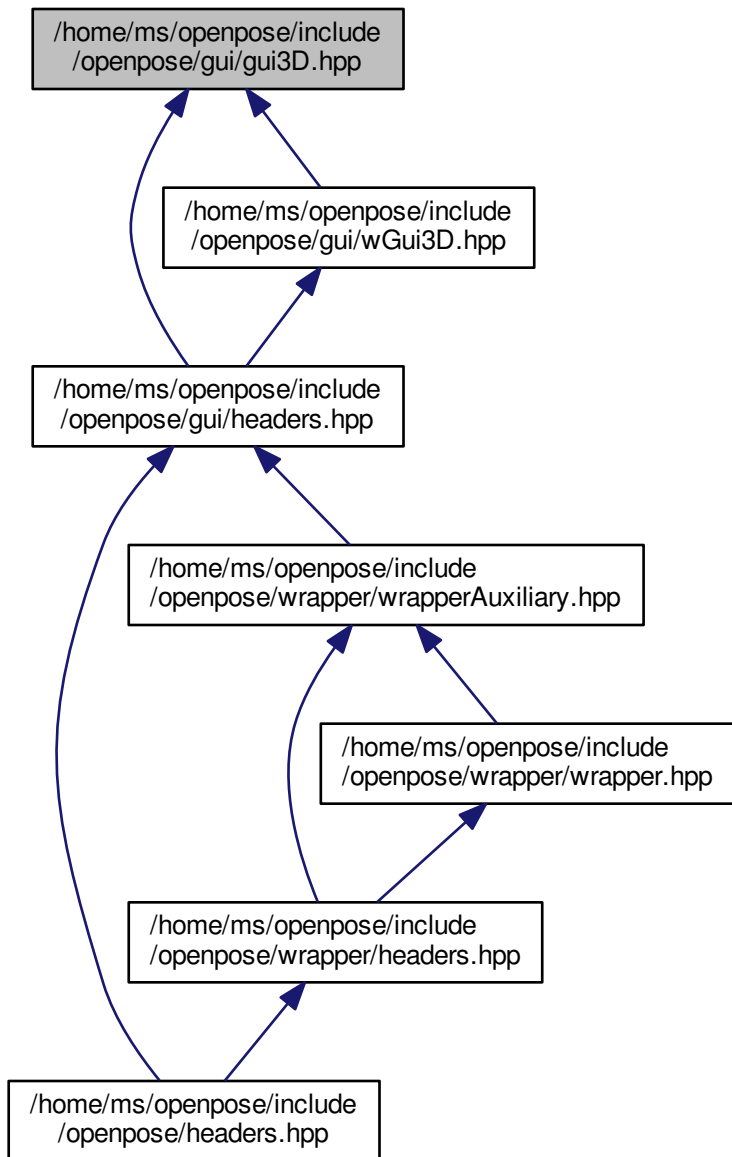 /home/ms/openpose/include
/openpose/gui/gui3D.hpp
/home/ms/openpose/include
/openpose/gui/wGui3D.hpp
/home/ms/openpose/include
/openpose/gui/headers.hpp
/home/ms/openpose/include
/openpose/wrapper/wrapperAuxiliary.hpp
/home/ms/openpose/include
/openpose/wrapper/wrapper.hpp
/home/ms/openpose/include
/openpose/wrapper/headers.hpp
/home/ms/openpose/include
/openpose/headers.hpp